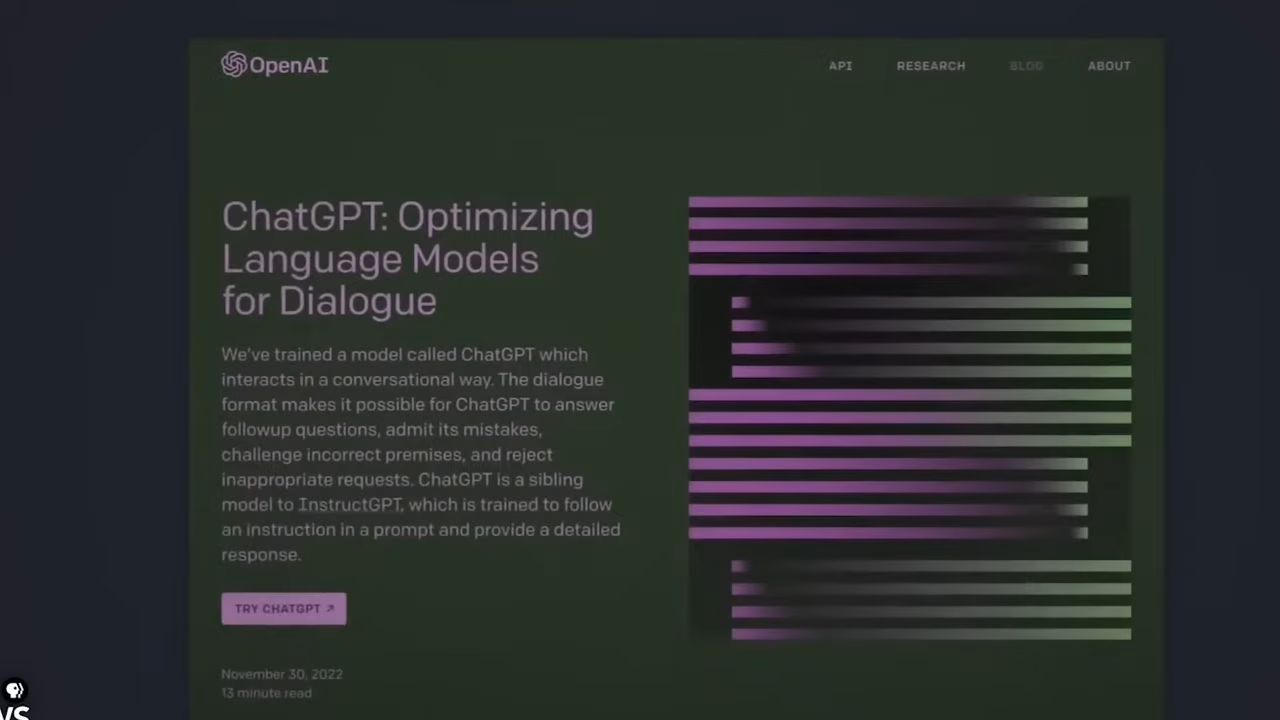 OpenAI
API RESEARCH BLOG ABOUT
ChatGPT: Optimizing
Language Models
for Dialogue
We've trained a model called ChatGPT which
interacts in a conversational way. The dialogue
format makes it possible for ChatGPT to answer
followup questions, admit its mistakes,
challenge incorrect premises, and reject
inappropriate requests. ChatGPT is a sibling
model to InstructGPT, which is trained to follow
an instruction in a prompt and provide a detailed
response.
TRY CHATGPT ↗
November 30, 2022
13 minute read